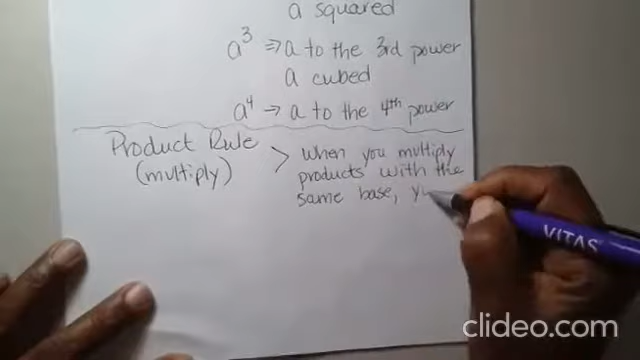 a squared
a³ => a to the 3rd power
a cubed
a⁴ -> a to the 4th power
Product Rule
(multiply)
> when you multiply
products with the
same base, yu
VITAS
clideo.com